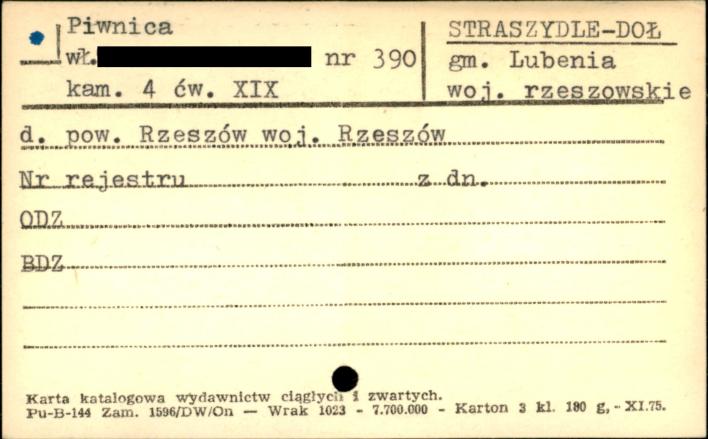 Piwnica
wł. nr 390
kam. 4 ćw. XIX
STRASZYDLE-DOŁ
gm. Lubenia
woj. rzeszowskie
d. pow. Rzeszów woj. Rzeszów
Nr rejestru z dn.
ODZ
BDZ
Karta katalogowa wydawnictw ciągłych i zwartych.
Pu-B-144 Zam. 1596/DW/On — Wrak 1023 - 7.700.000 - Karton 3 kl. 180 g, - XI.75.